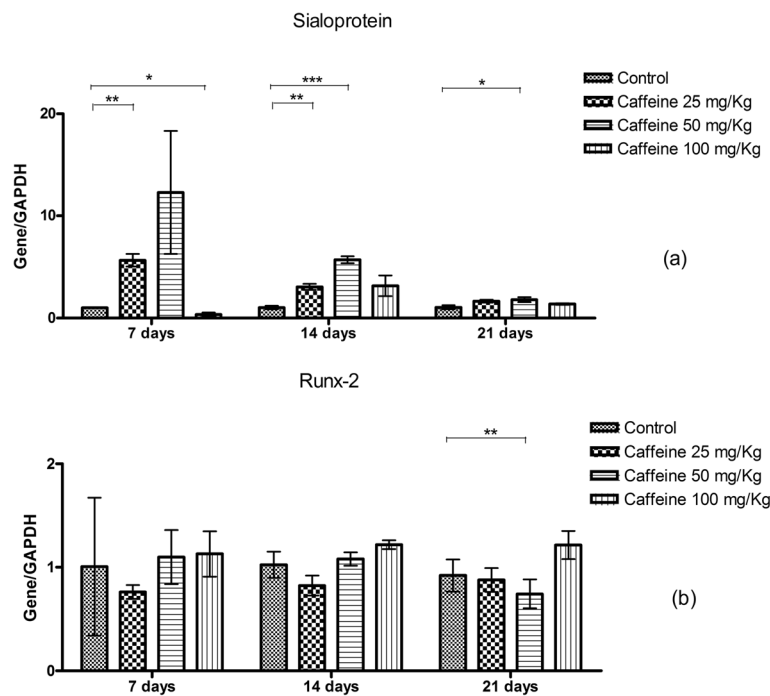 Sialoprotein
*
**
***
**
*
Control
Caffeine 25 mg/Kg
Caffeine 50 mg/Kg
Caffeine 100 mg/Kg
20
10
0
Gene/GAPDH
7 days
14 days
21 days
(a)
Runx-2
**
Control
Caffeine 25 mg/Kg
Caffeine 50 mg/Kg
Caffeine 100 mg/Kg
2
1
0
Gene/GAPDH
7 days
14 days
21 days
(b)